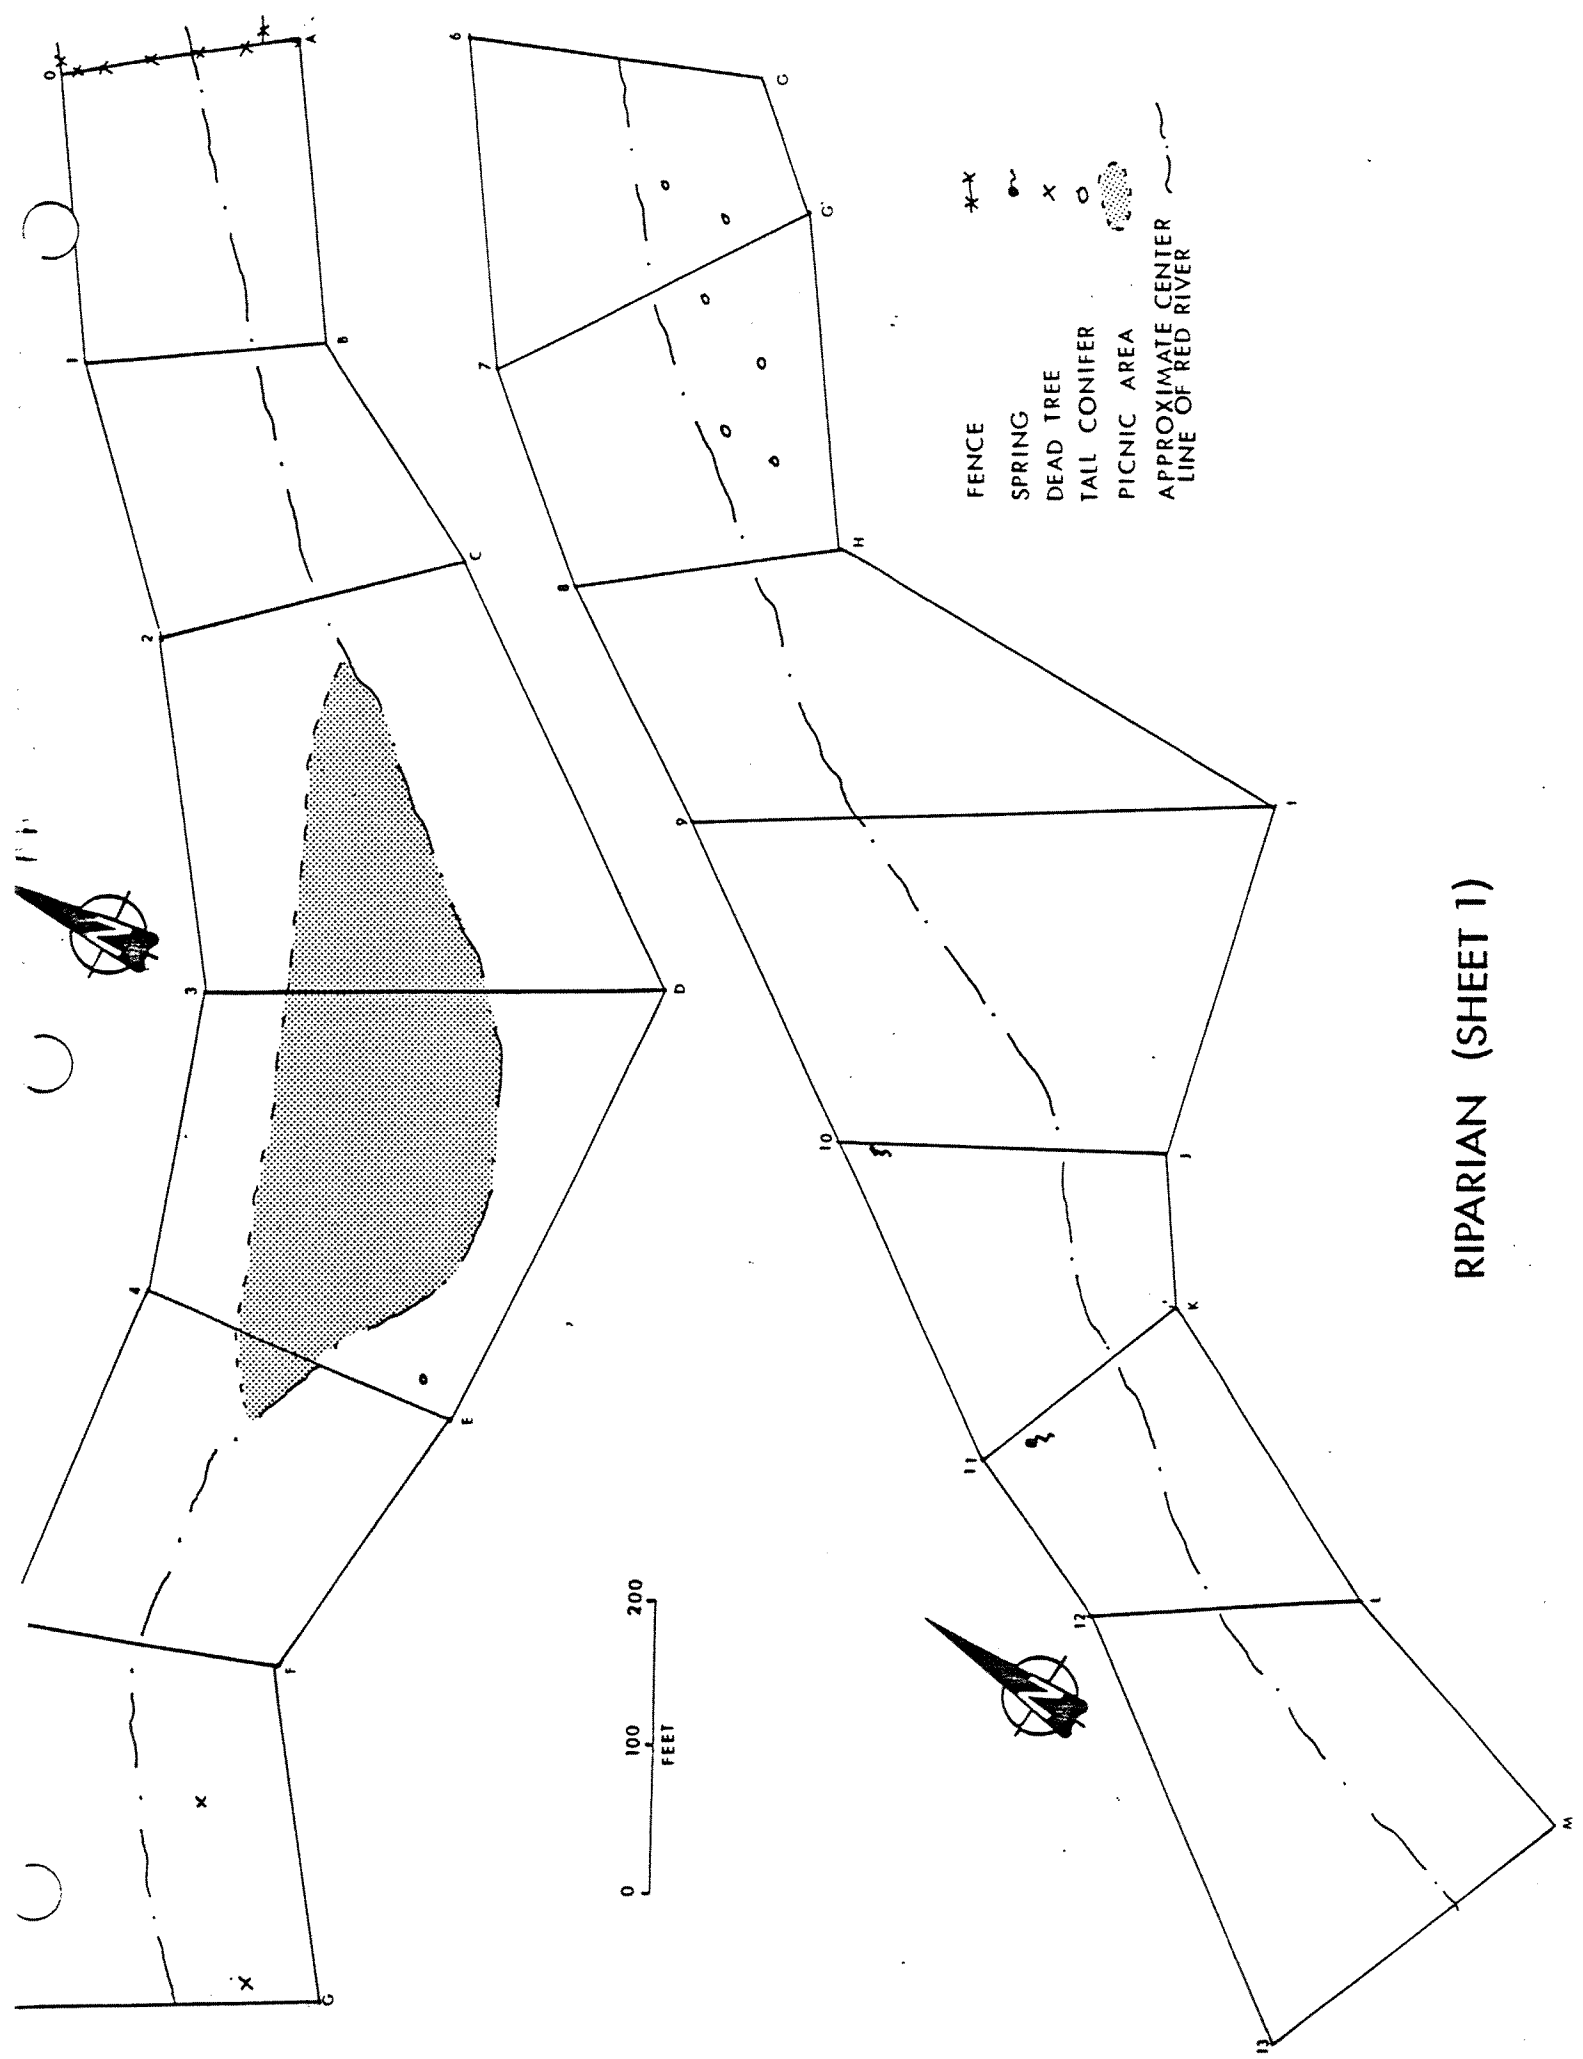 0
A
1
B
2
C
3
D
4
E
F
G
6
G
7
G'
8
H
9
I
10
J
11
K
12
L
13
M
N
N
0 100 200
FEET
FENCE
SPRING
DEAD TREE
TALL CONIFER
PICNIC AREA
APPROXIMATE CENTER
LINE OF RED RIVER
RIPARIAN (SHEET 1)